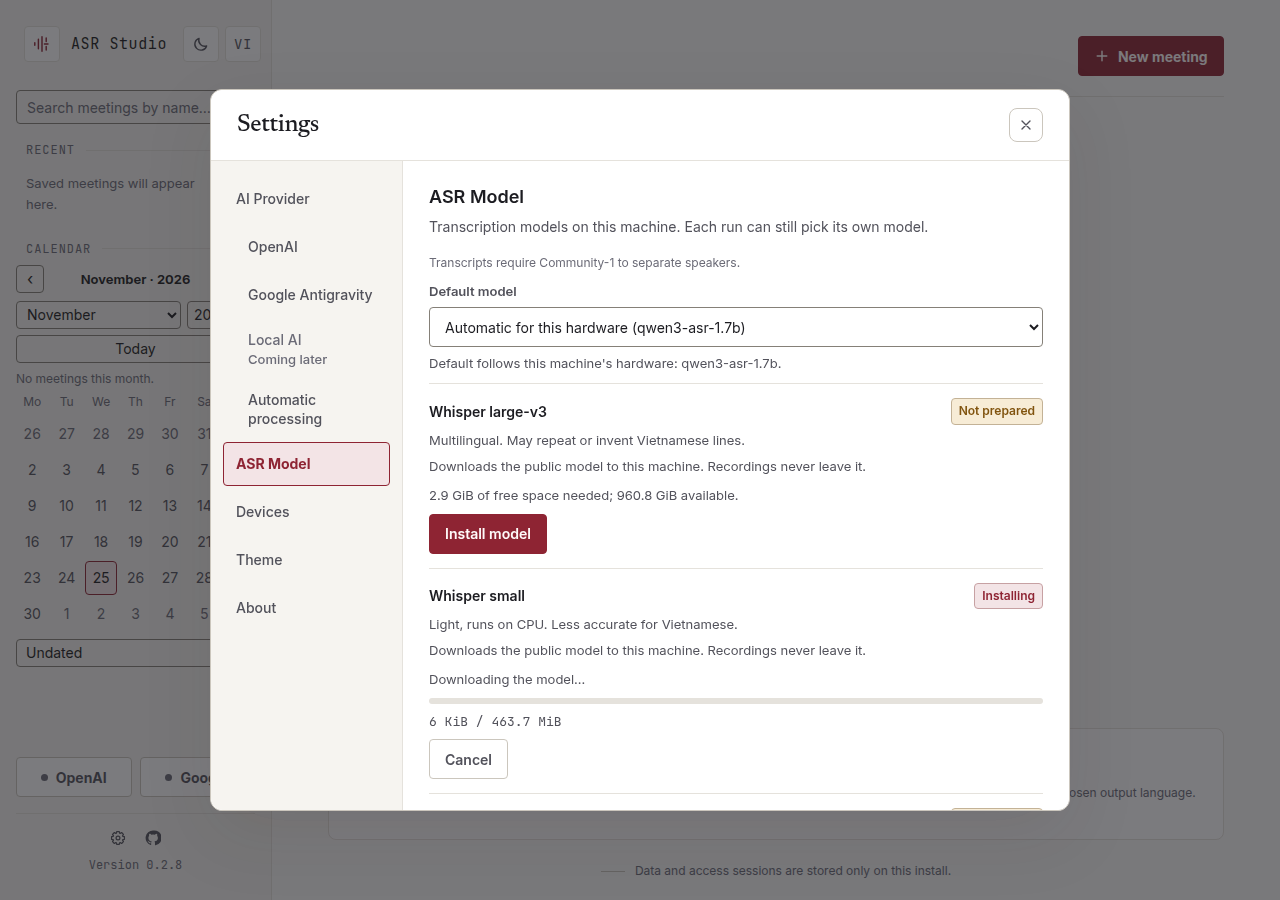 ASR Studio
VI
New meeting
Search meetings by name...
RECENT
Saved meetings will appear
here.
CALENDAR
November · 2026
November
20
Today
No meetings this month.
Mo Tu We Th Fr Sa
26 27 28 29 30 31
2 3 4 5 6 7
9 10 11 12 13 14
16 17 18 19 20 21
23 24 25 26 27 28
30 1 2 3 4 5
Undated
OpenAI
Goog
Version 0.2.8
Settings
AI Provider
OpenAI
Google Antigravity
Local AI
Coming later
Automatic
processing
ASR Model
Devices
Theme
About
ASR Model
Transcription models on this machine. Each run can still pick its own model.
Transcripts require Community-1 to separate speakers.
Default model
Automatic for this hardware (qwen3-asr-1.7b)
Default follows this machine's hardware: qwen3-asr-1.7b.
Whisper large-v3
Not prepared
Multilingual. May repeat or invent Vietnamese lines.
Downloads the public model to this machine. Recordings never leave it.
2.9 GiB of free space needed; 960.8 GiB available.
Install model
Whisper small
Installing
Light, runs on CPU. Less accurate for Vietnamese.
Downloads the public model to this machine. Recordings never leave it.
Downloading the model...
6 KiB / 463.7 MiB
Cancel
osen output language.
Data and access sessions are stored only on this install.